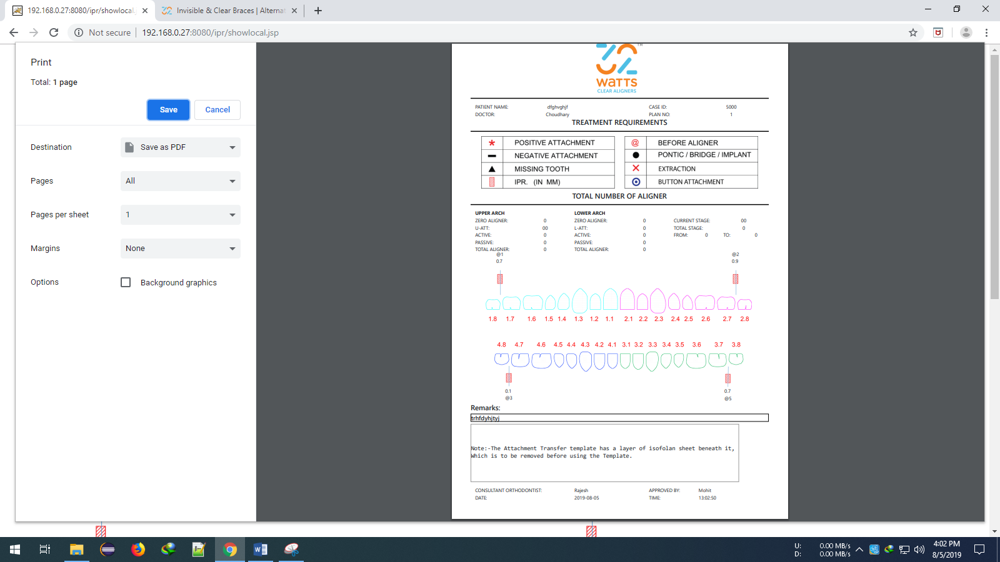 192.168.0.27:8080/ipr/showlocal.
Invisible & Clear Braces | Alternat
Not secure
192.168.0.27:8080/ipr/showlocal.jsp
Print
Total: 1 page
Save
Cancel
Destination
Save as PDF
Pages
All
Pages per sheet
1
Margins
None
Options
Background graphics
32
TM
WaTTS
CLEAR ALIGNERS
PATIENT NAME: dfghvghjf CASE ID: 5000
DOCTOR: Choudhary PLAN NO: 1
TREATMENT REQUIREMENTS
* POSITIVE ATTACHMENT @ BEFORE ALIGNER
NEGATIVE ATTACHMENT PONTIC / BRIDGE / IMPLANT
MISSING TOOTH EXTRACTION
IPR. (IN MM) BUTTON ATTACHMENT
TOTAL NUMBER OF ALIGNER
UPPER ARCH LOWER ARCH
ZERO ALIGNER: 0 ZERO ALIGNER: 0 CURRENT STAGE: 00
U-ATT: 00 L-ATT: 0 TOTAL STAGE: 0
ACTIVE: 0 ACTIVE: 0 FROM: 0 TO: 0
PASSIVE: 0 PASSIVE: 0
TOTAL ALIGNER: 0 TOTAL ALIGNER: 0
@1 @2
0.7 0.9
1.8 1.7 1.6 1.5 1.4 1.3 1.2 1.1 2.1 2.2 2.3 2.4 2.5 2.6 2.7 2.8
4.8 4.7 4.6 4.5 4.4 4.3 4.2 4.1 3.1 3.2 3.3 3.4 3.5 3.6 3.7 3.8
0.1 0.7
@3 @5
Remarks:
trhfdyhjtyj
Note:-The Attachment Transfer template has a layer of isofolan sheet beneath it,
Which is to be removed before using the Template.
CONSULTANT ORTHODONTIST: Rajesh APPROVED BY: Mohit
DATE: 2019-08-05 TIME: 13:02:50
U: 0.00 MB/s
D: 0.00 MB/s
4:02 PM
8/5/2019